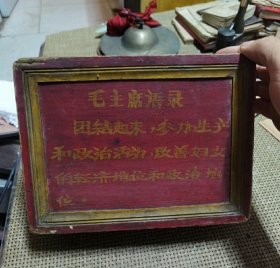 毛主席语录
团结起来，参加生产
和政治活动，改善妇女
的经济地位和政治地
位。